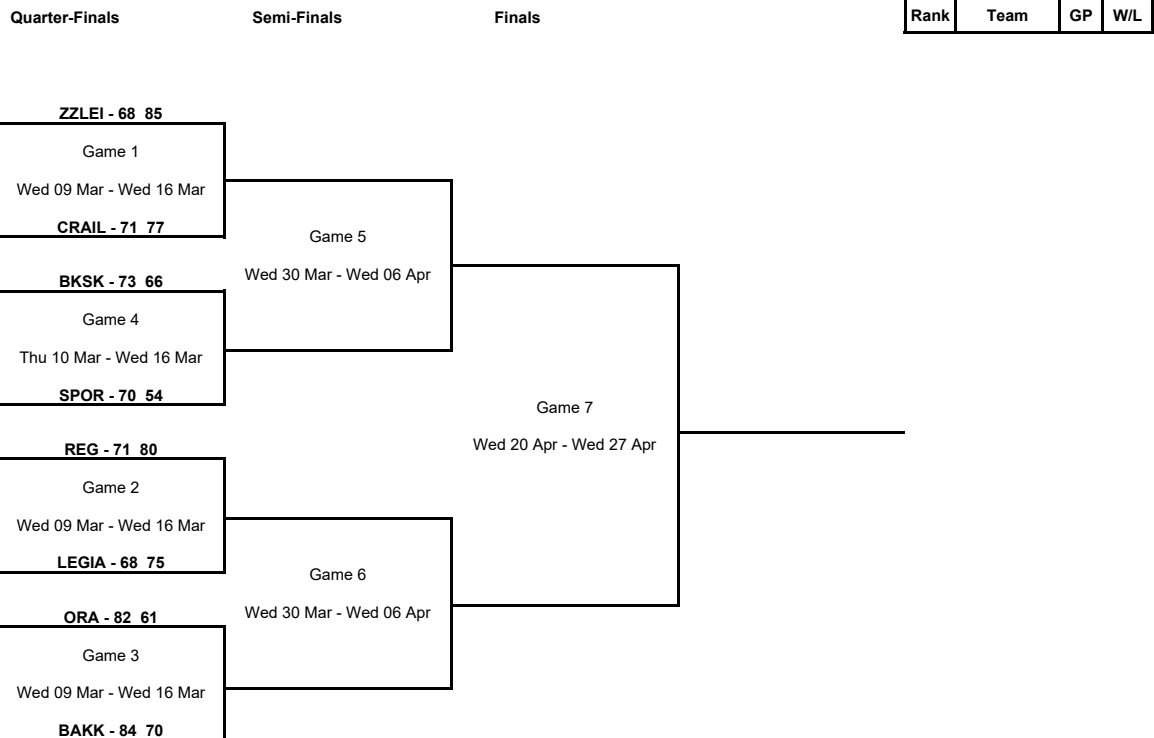 Quarter-Finals Semi-Finals Finals Rank Team GP W/L
ZZLEI - 68 85
Game 1
Wed 09 Mar - Wed 16 Mar
CRAIL - 71 77
Game 5
Wed 30 Mar - Wed 06 Apr
BKSK - 73 66
Game 4
Thu 10 Mar - Wed 16 Mar
SPOR - 70 54
Game 7
Wed 20 Apr - Wed 27 Apr
REG - 71 80
Game 2
Wed 09 Mar - Wed 16 Mar
LEGIA - 68 75
Game 6
Wed 30 Mar - Wed 06 Apr
ORA - 82 61
Game 3
Wed 09 Mar - Wed 16 Mar
BAKK - 84 70